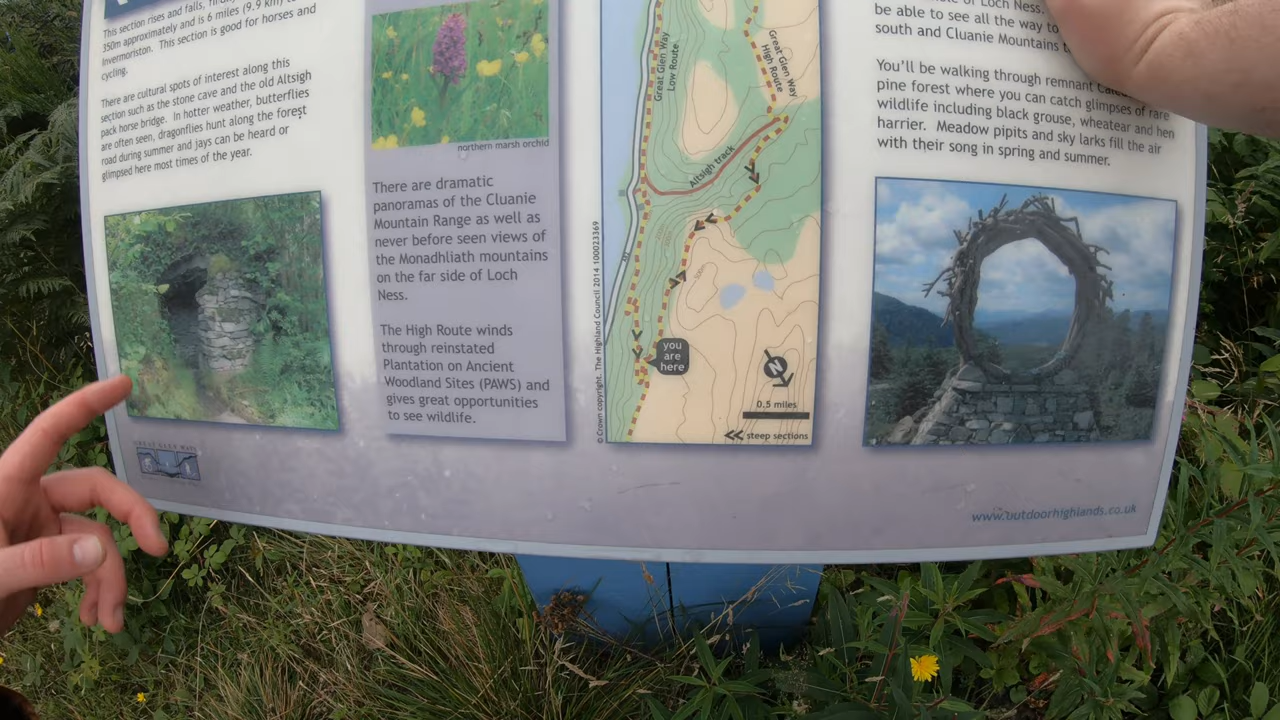 This section rises and falls,
350m approximately and is 6 miles (9.9 km) to
Invermoriston. This section is good for horses and
cycling.
There are cultural spots of interest along this
section such as the stone cave and the old Altsigh
pack horse bridge. In hotter weather, butterflies
are often seen, dragonflies hunt along the forest
road during summer and jays can be heard or
glimpsed here most times of the year.
GREAT GLEN WAYS
northern marsh orchid
There are dramatic
panoramas of the Cluanie
Mountain Range as well as
never before seen views of
the Monadhliath mountains
on the far side of Loch
Ness.
The High Route winds
through reinstated
Plantation on Ancient
Woodland Sites (PAWS) and
gives great opportunities
to see wildlife.
© Crown copyright. The Highland Council 2014 100023369
Great Glen Way
Low Route
Great Glen Way
High Route
Altsigh track
you
are
here
N
0.5 miles
steep sections
of Loch Ness.
be able to see all the way to
south and Cluanie Mountains
You'll be walking through remnant
pine forest where you can catch glimpses of rare
wildlife including black grouse, wheatear and hen
harrier. Meadow pipits and sky larks fill the air
with their song in spring and summer.
www.outdoorhighlands.co.uk